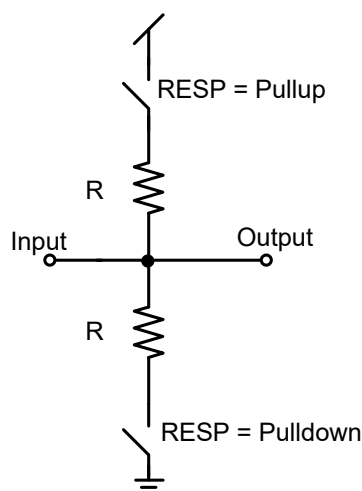 RESP = Pullup
R
Input
Output
R
RESP = Pulldown